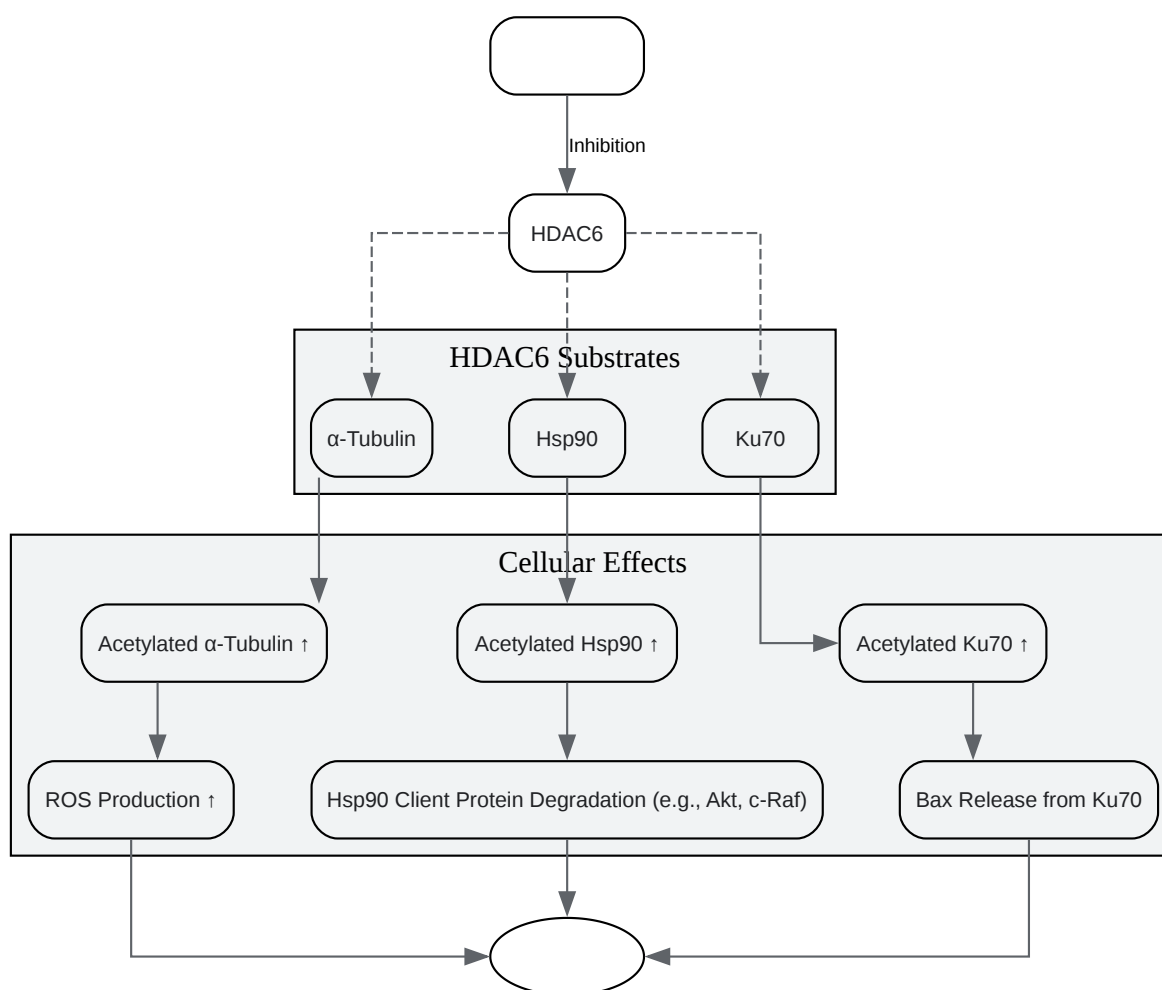 Inhibition
HDAC6
HDAC6 Substrates
α-Tubulin
Hsp90
Ku70
Cellular Effects
Acetylated α-Tubulin ↑
Acetylated Hsp90 ↑
Acetylated Ku70 ↑
ROS Production ↑
Hsp90 Client Protein Degradation (e.g., Akt, c-Raf)
Bax Release from Ku70